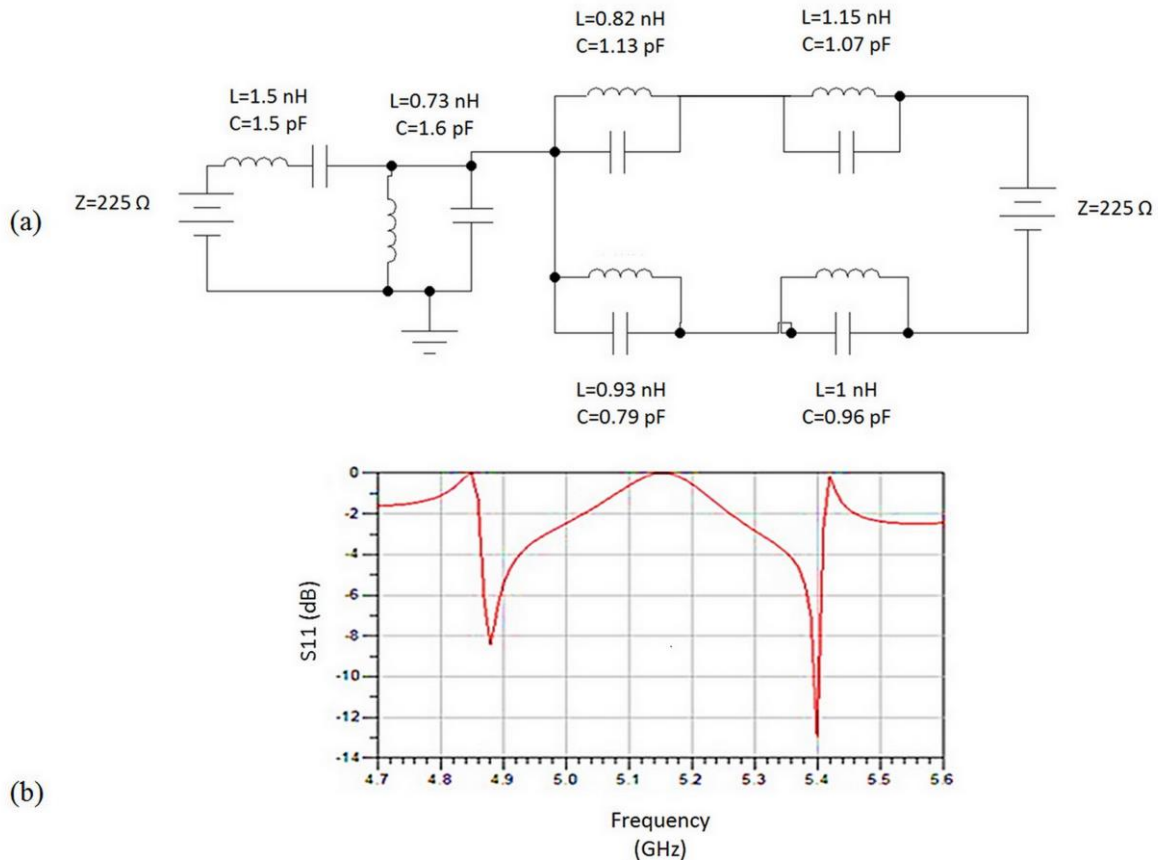 L=0.82 nH
C=1.13 pF
L=1.15 nH
C=1.07 pF
L=1.5 nH
C=1.5 pF
L=0.73 nH
C=1.6 pF
Z=225 Ω
Z=225 Ω
(a)
L=0.93 nH
C=0.79 pF
L=1 nH
C=0.96 pF
0
-2
-4
-6
-8
-10
-12
-14
S11 (dB)
4.7 4.8 4.9 5.0 5.1 5.2 5.3 5.4 5.5 5.6
(b)
Frequency
(GHz)